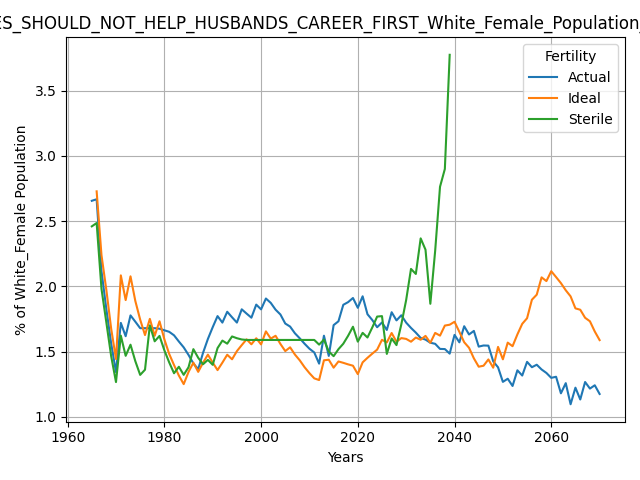 ES_SHOULD_NOT_HELP_HUSBANDS_CAREER_FIRST_White_Female_Population_
Fertility
Actual
Ideal
Sterile
% of White_Female Population
3.5
3.0
2.5
2.0
1.5
1.0
1960
1980
2000
2020
2040
2060
Years